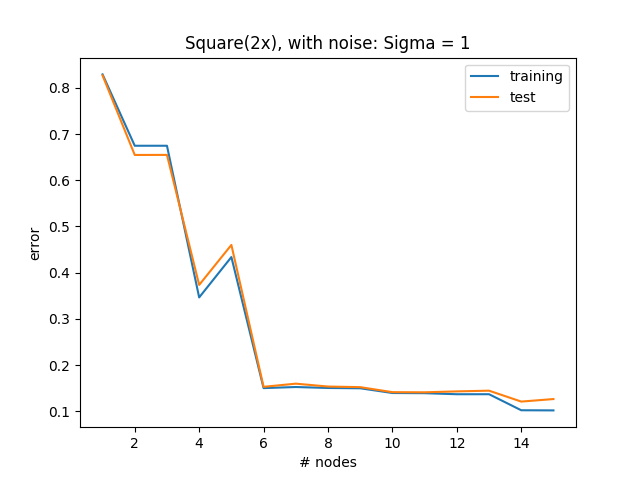 Square(2x), with noise: Sigma = 1
training
test
0.8
0.7
0.6
0.5
0.4
0.3
0.2
0.1
error
2 4 6 8 10 12 14
# nodes